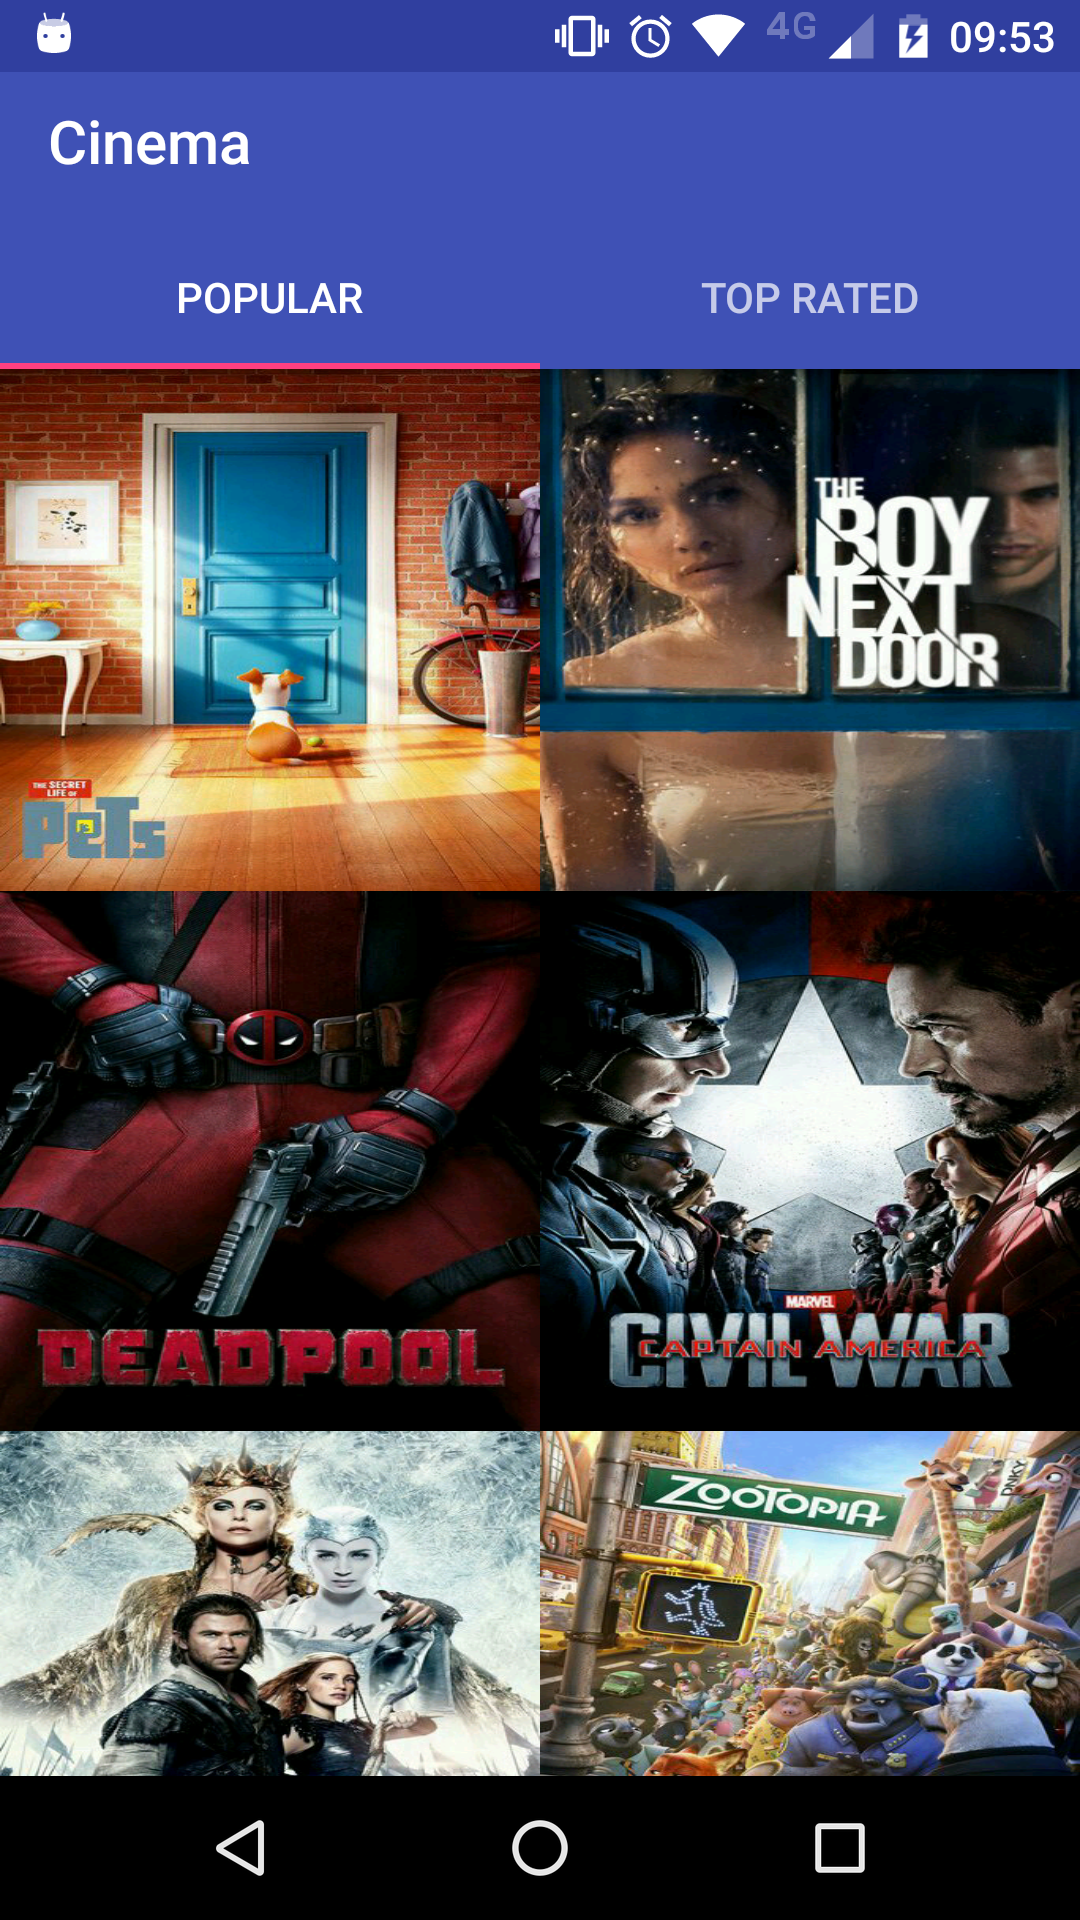 4G 09:53
Cinema
POPULAR TOP RATED
THE SECRET
LIFE OF
PETS
THE
BOY
NEXT
DOOR
DEADPOOL
MARVEL
CIVIL WAR
CAPTAIN AMERICA
ZOOTOPIA
DNKY